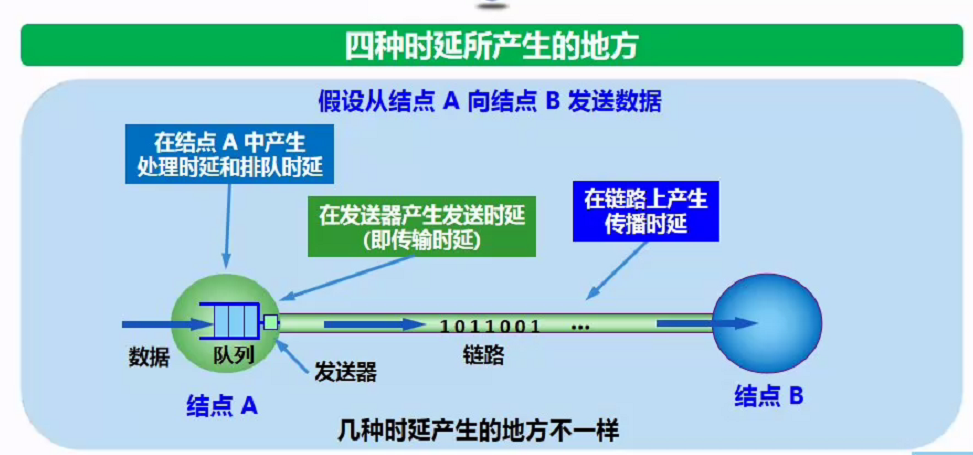 四种时延所产生的地方
假设从结点 A 向结点 B 发送数据
在结点 A 中产生
处理时延和排队时延
在发送器产生发送时延
(即传输时延)
在链路上产生
传播时延
1011001 ...
数据
队列
发送器
链路
结点 A
结点 B
几种时延产生的地方不一样